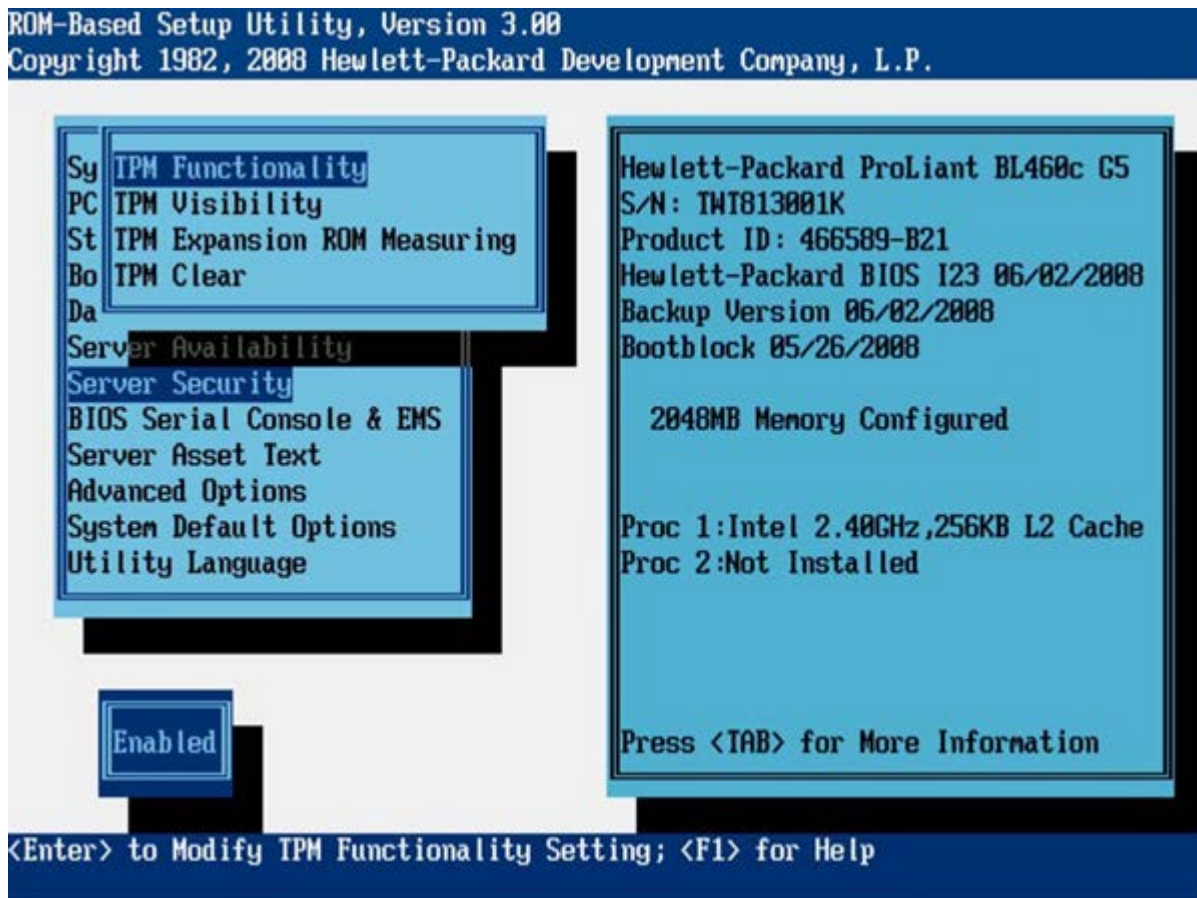 ROM-Based Setup Utility, Version 3.00
Copyright 1982, 2008 Hewlett-Packard Development Company, L.P.
Sy
PC
St
Bo
Da
TPM Functionality
TPM Visibility
TPM Expansion ROM Measuring
TPM Clear
Server Availability
Server Security
BIOS Serial Console & EMS
Server Asset Text
Advanced Options
System Default Options
Utility Language
Enabled
Hewlett-Packard ProLiant BL460c G5
S/N: TWT813001K
Product ID: 466589-B21
Hewlett-Packard BIOS I23 06/02/2008
Backup Version 06/02/2008
Bootblock 05/26/2008
2048MB Memory Configured
Proc 1:Intel 2.40GHz,256KB L2 Cache
Proc 2:Not Installed
Press <TAB> for More Information
<Enter> to Modify TPM Functionality Setting; <F1> for Help